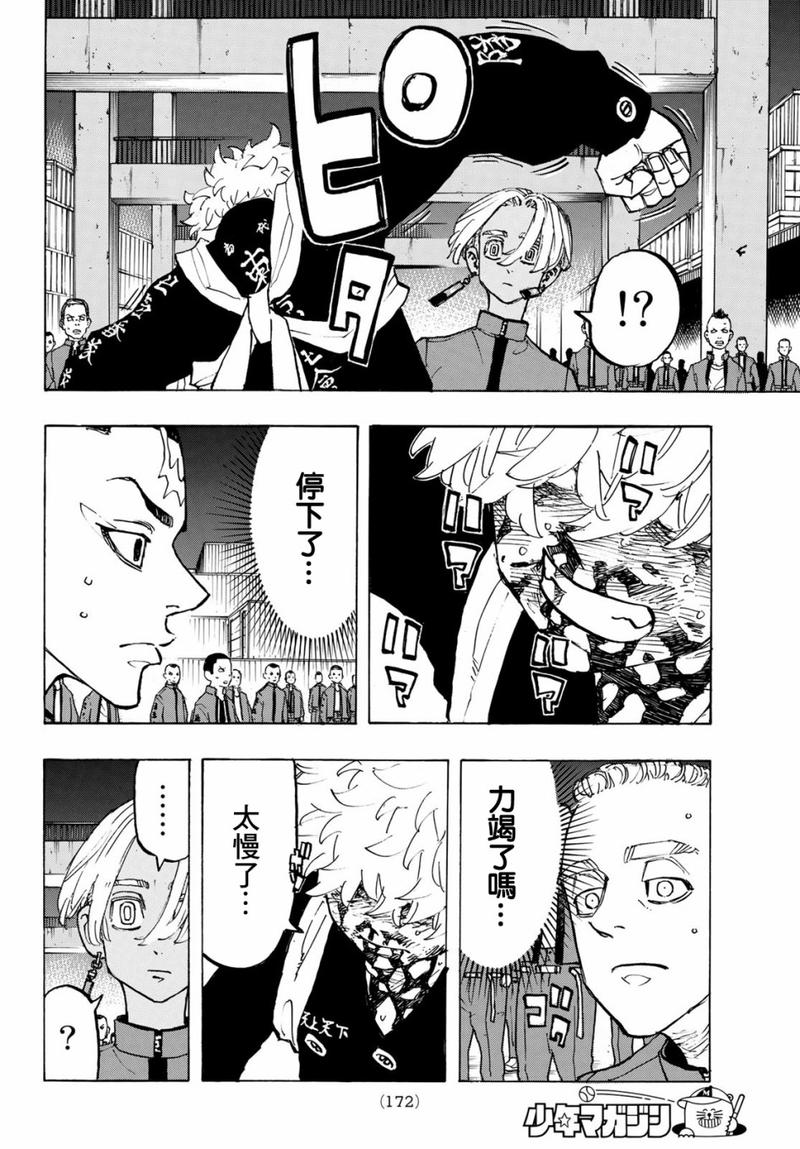 ピタ
!?
ハァ
ハァ
ハァ
ハァ
停下了…
力竭了嗎…
ゴク
太慢了…
天上天下
……
?
(172)
少年マガジン